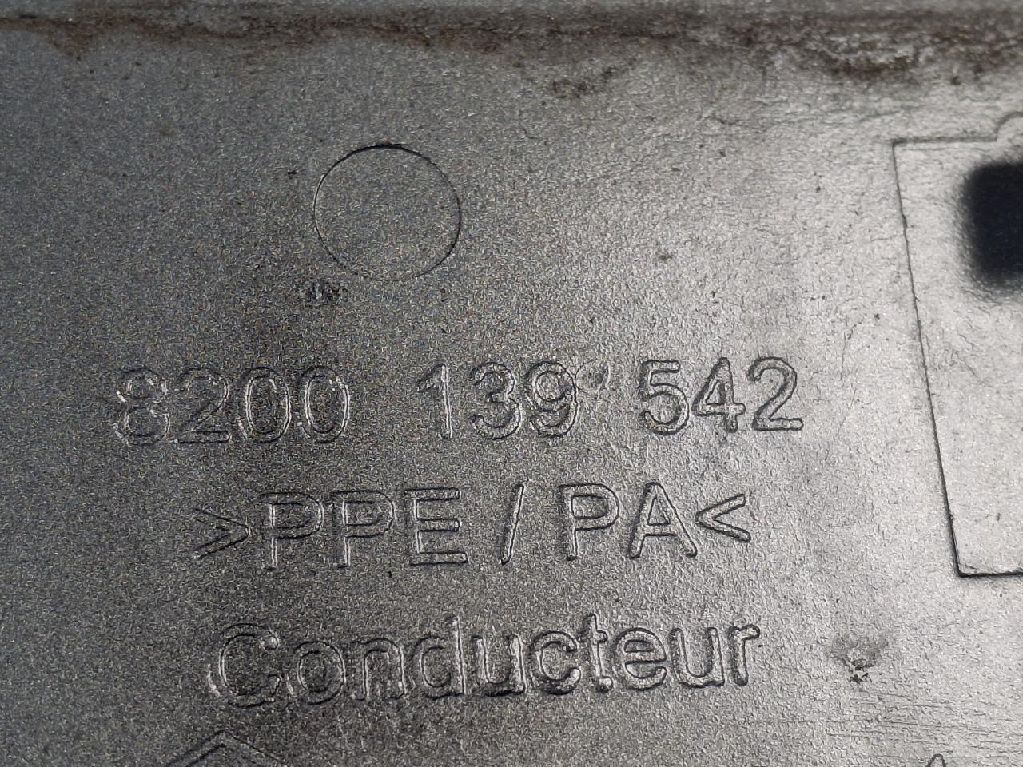 8200 139 542
>PPE / PA<
Conducteur